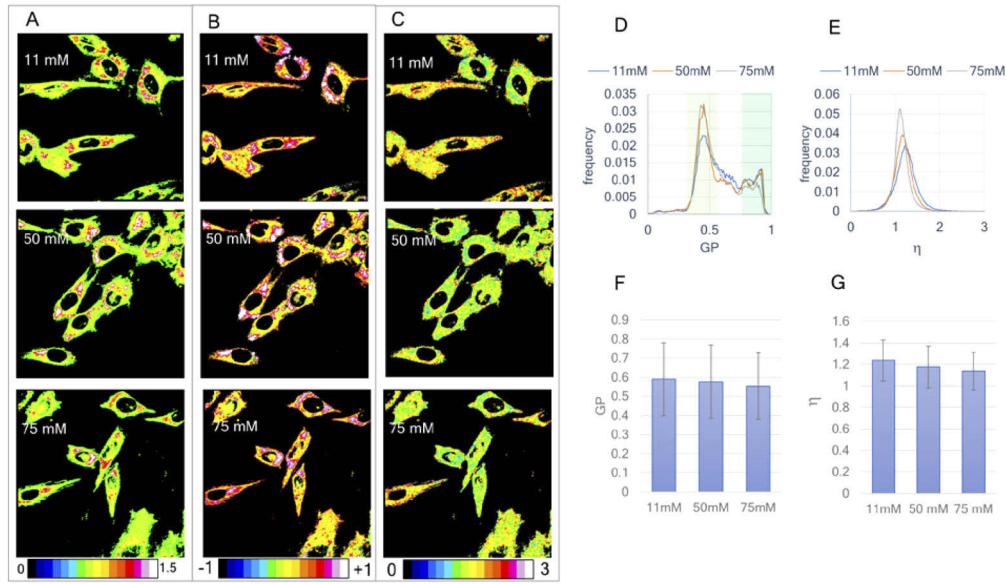 A
B
C
11 mM
11 mM
11 mM
50 mM
50 mM
50 mM
75 mM
75 mM
75 mM
0
1.5
-1
+1
0
3
D
11mM 50mM 75mM
frequency
0.035
0.03
0.025
0.02
0.015
0.01
0.005
0
0 0.5 1
GP
E
11mM 50mM 75mM
frequency
0.06
0.05
0.04
0.03
0.02
0.01
0
0 1 2 3
η
F
GP
0.9
0.8
0.7
0.6
0.5
0.4
0.3
0.2
0.1
0
11mM 50mM 75mM
G
η
1.6
1.4
1.2
1
0.8
0.6
0.4
0.2
0
11mM 50 mM 75 mM